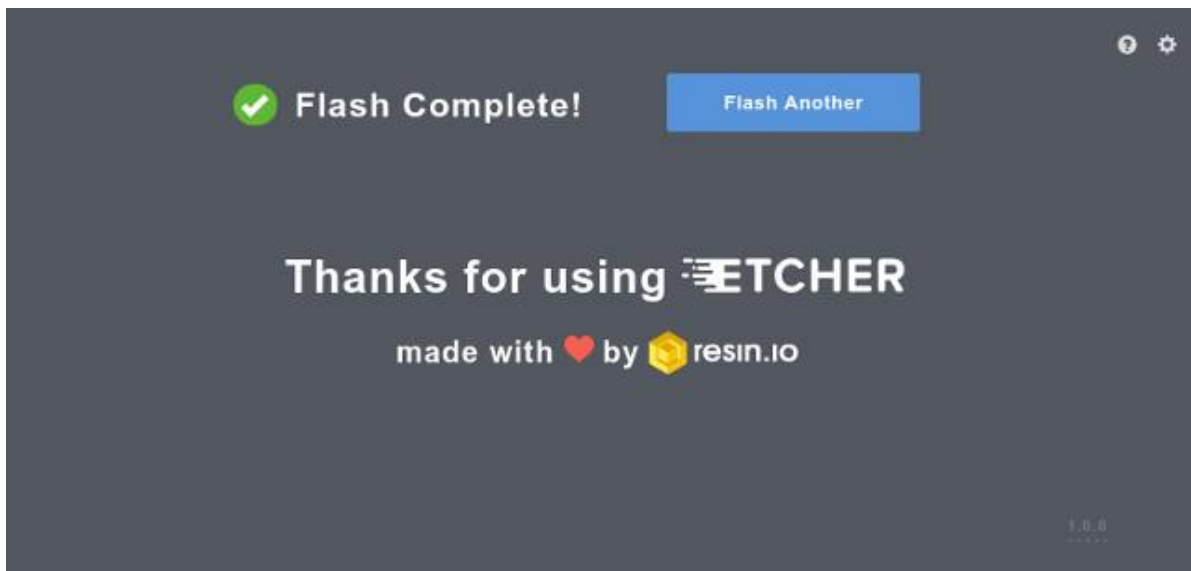 Flash Complete!
Flash Another
Thanks for using ETCHER
made with by resin.io